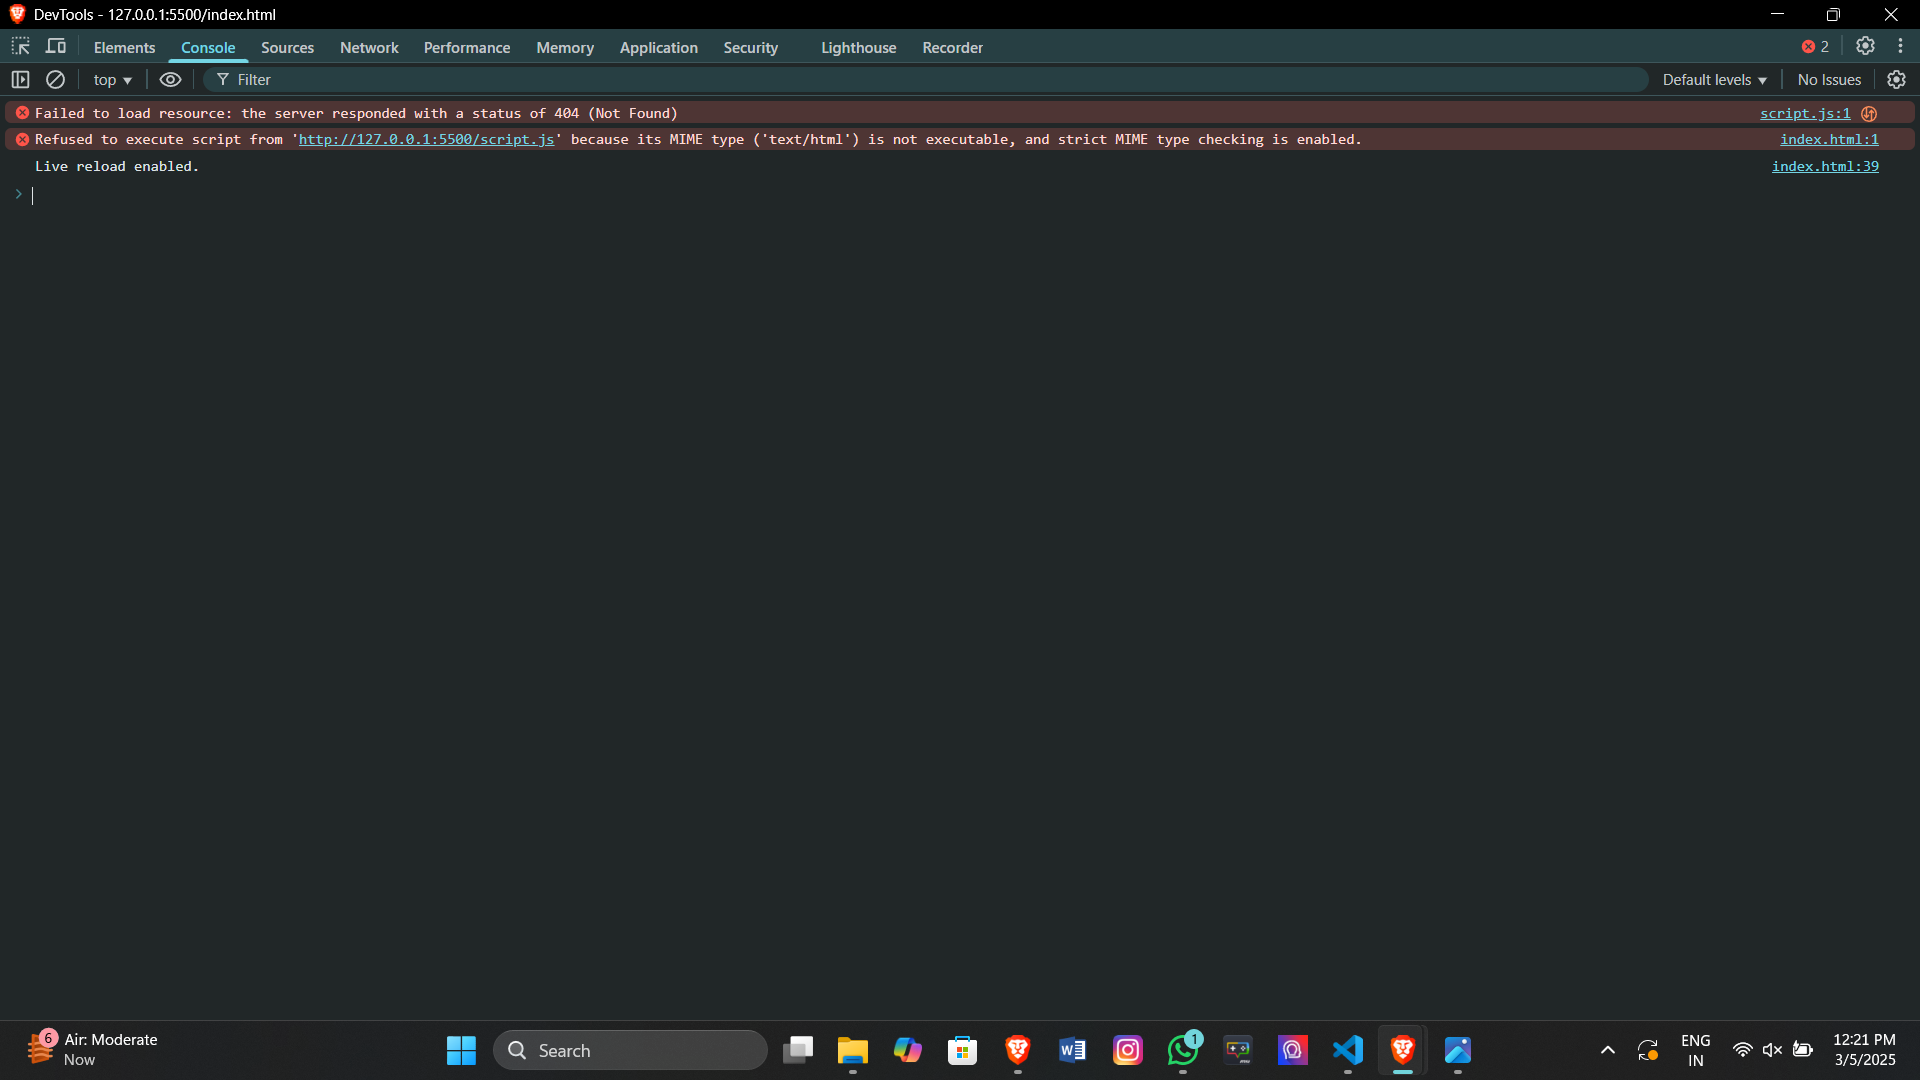 DevTools - 127.0.0.1:5500/index.html
Elements Console Sources Network Performance Memory Application Security Lighthouse Recorder 2
top Filter Default levels No Issues
Failed to load resource: the server responded with a status of 404 (Not Found) script.js:1
Refused to execute script from 'http://127.0.0.1:5500/script.js' because its MIME type ('text/html') is not executable, and strict MIME type checking is enabled. index.html:1
Live reload enabled. index.html:39
6 Air: Moderate
Now
Search
W
1
ENG
IN
12:21 PM
3/5/2025